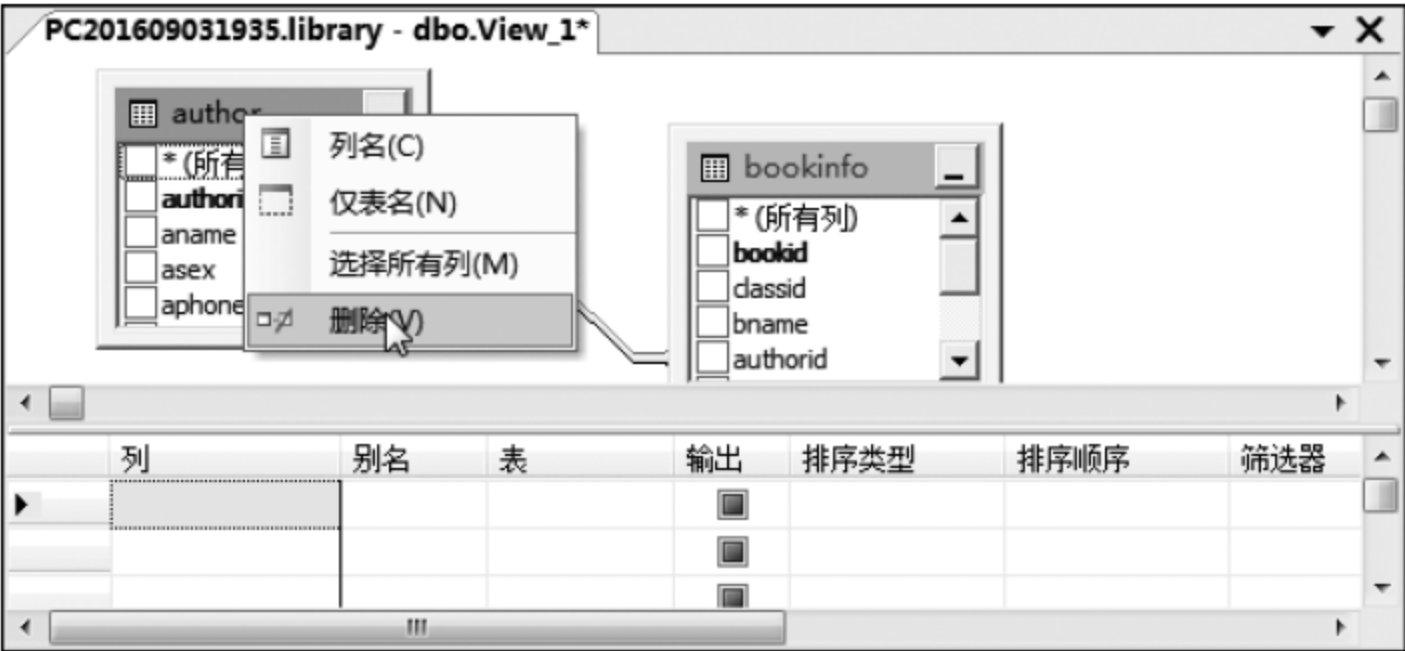 PC201609031935.library - dbo.View_1*
author
* (所有
authori
aname
asex
aphone
列名(C)
仅表名(N)
选择所有列(M)
删除(V)
bookinfo
* (所有列)
bookid
classid
bname
authorid
列 别名 表 输出 排序类型 排序顺序 筛选器